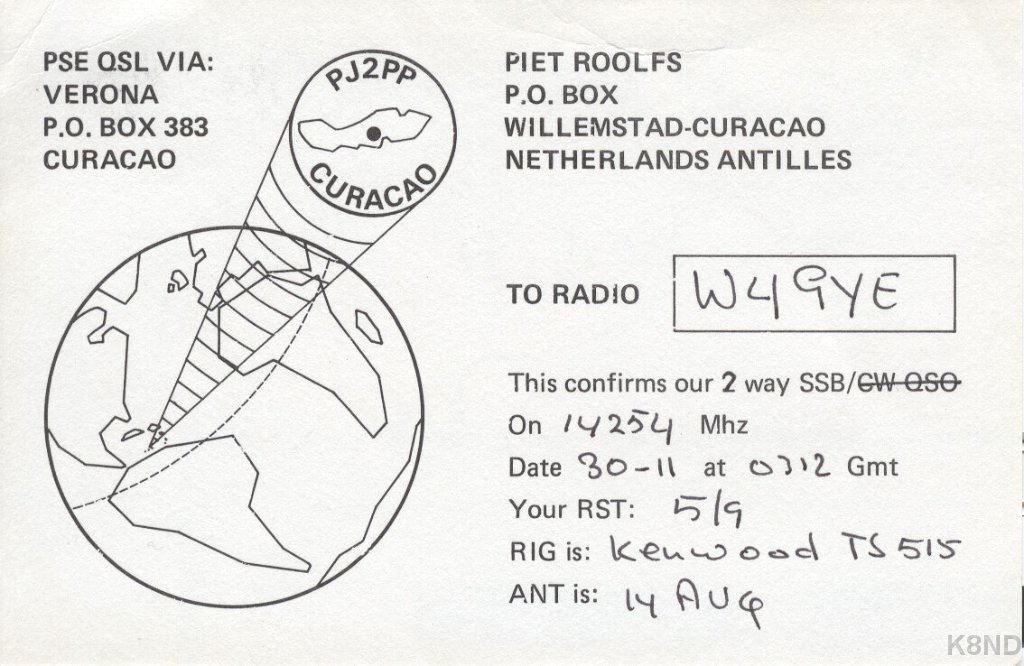 PSE QSL VIA:
VERONA
P.O. BOX 383
CURACAO
PJ2PP
CURACAO
PIET ROOLFS
P.O. BOX
WILLEMSTAD-CURACAO
NETHERLANDS ANTILLES
TO RADIO W4GYE
This confirms our 2 way SSB/CW QSO
On 14254 Mhz
Date 30-11 at 0312 Gmt
Your RST: 5/9
RIG is: Kenwood TS 515
ANT is: 14 AVQ
K8ND